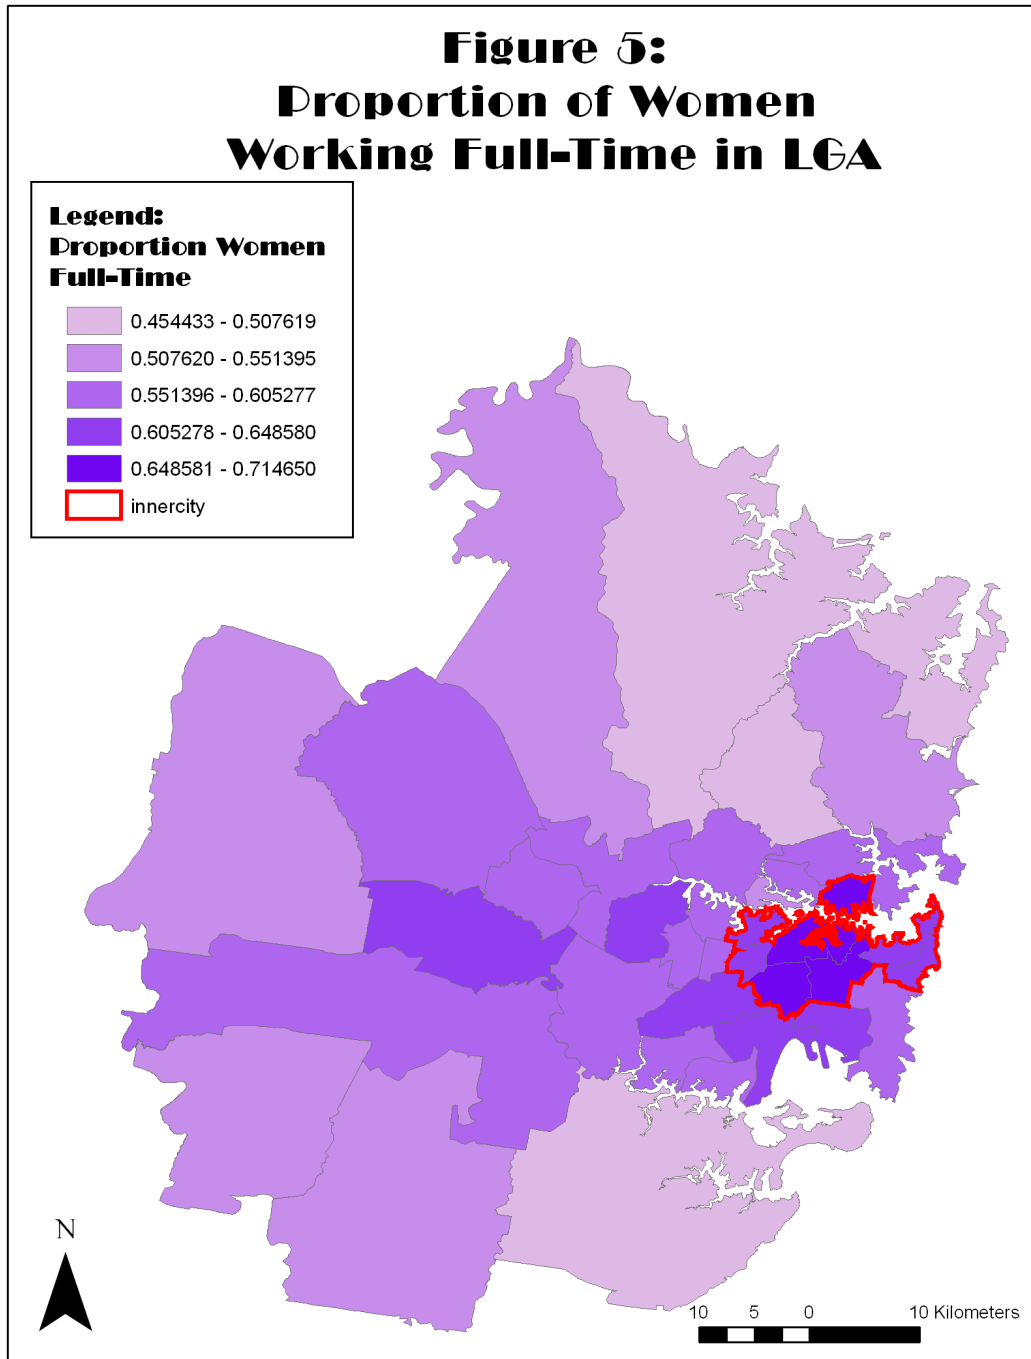 Figure 5:
Proportion of Women
Working Full-Time in LGA
Legend:
Proportion Women
Full-Time
0.454433 - 0.507619
0.507620 - 0.551395
0.551396 - 0.605277
0.605278 - 0.648580
0.648581 - 0.714650
innercity
N
10 5 0 10 Kilometers